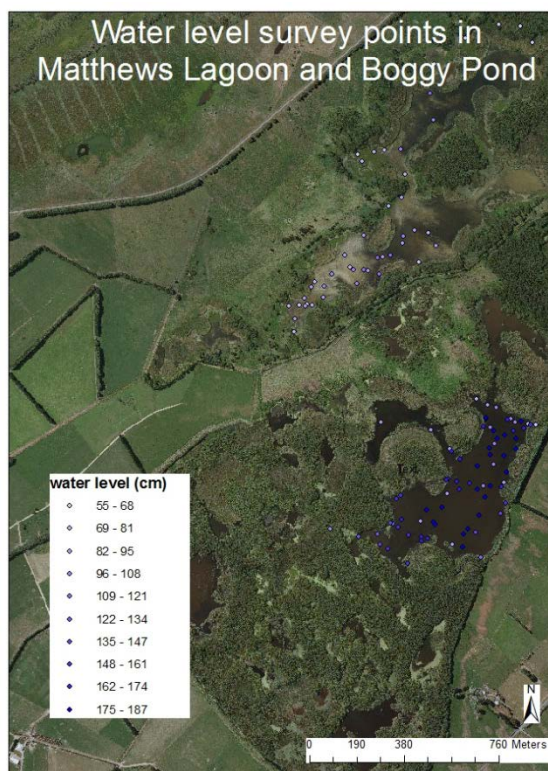 Water level survey points in
Matthews Lagoon and Boggy Pond
water level (cm)
55 - 68
69 - 81
82 - 95
96 - 108
109 - 121
122 - 134
135 - 147
148 - 161
162 - 174
175 - 187
N
0 190 380 760 Meters